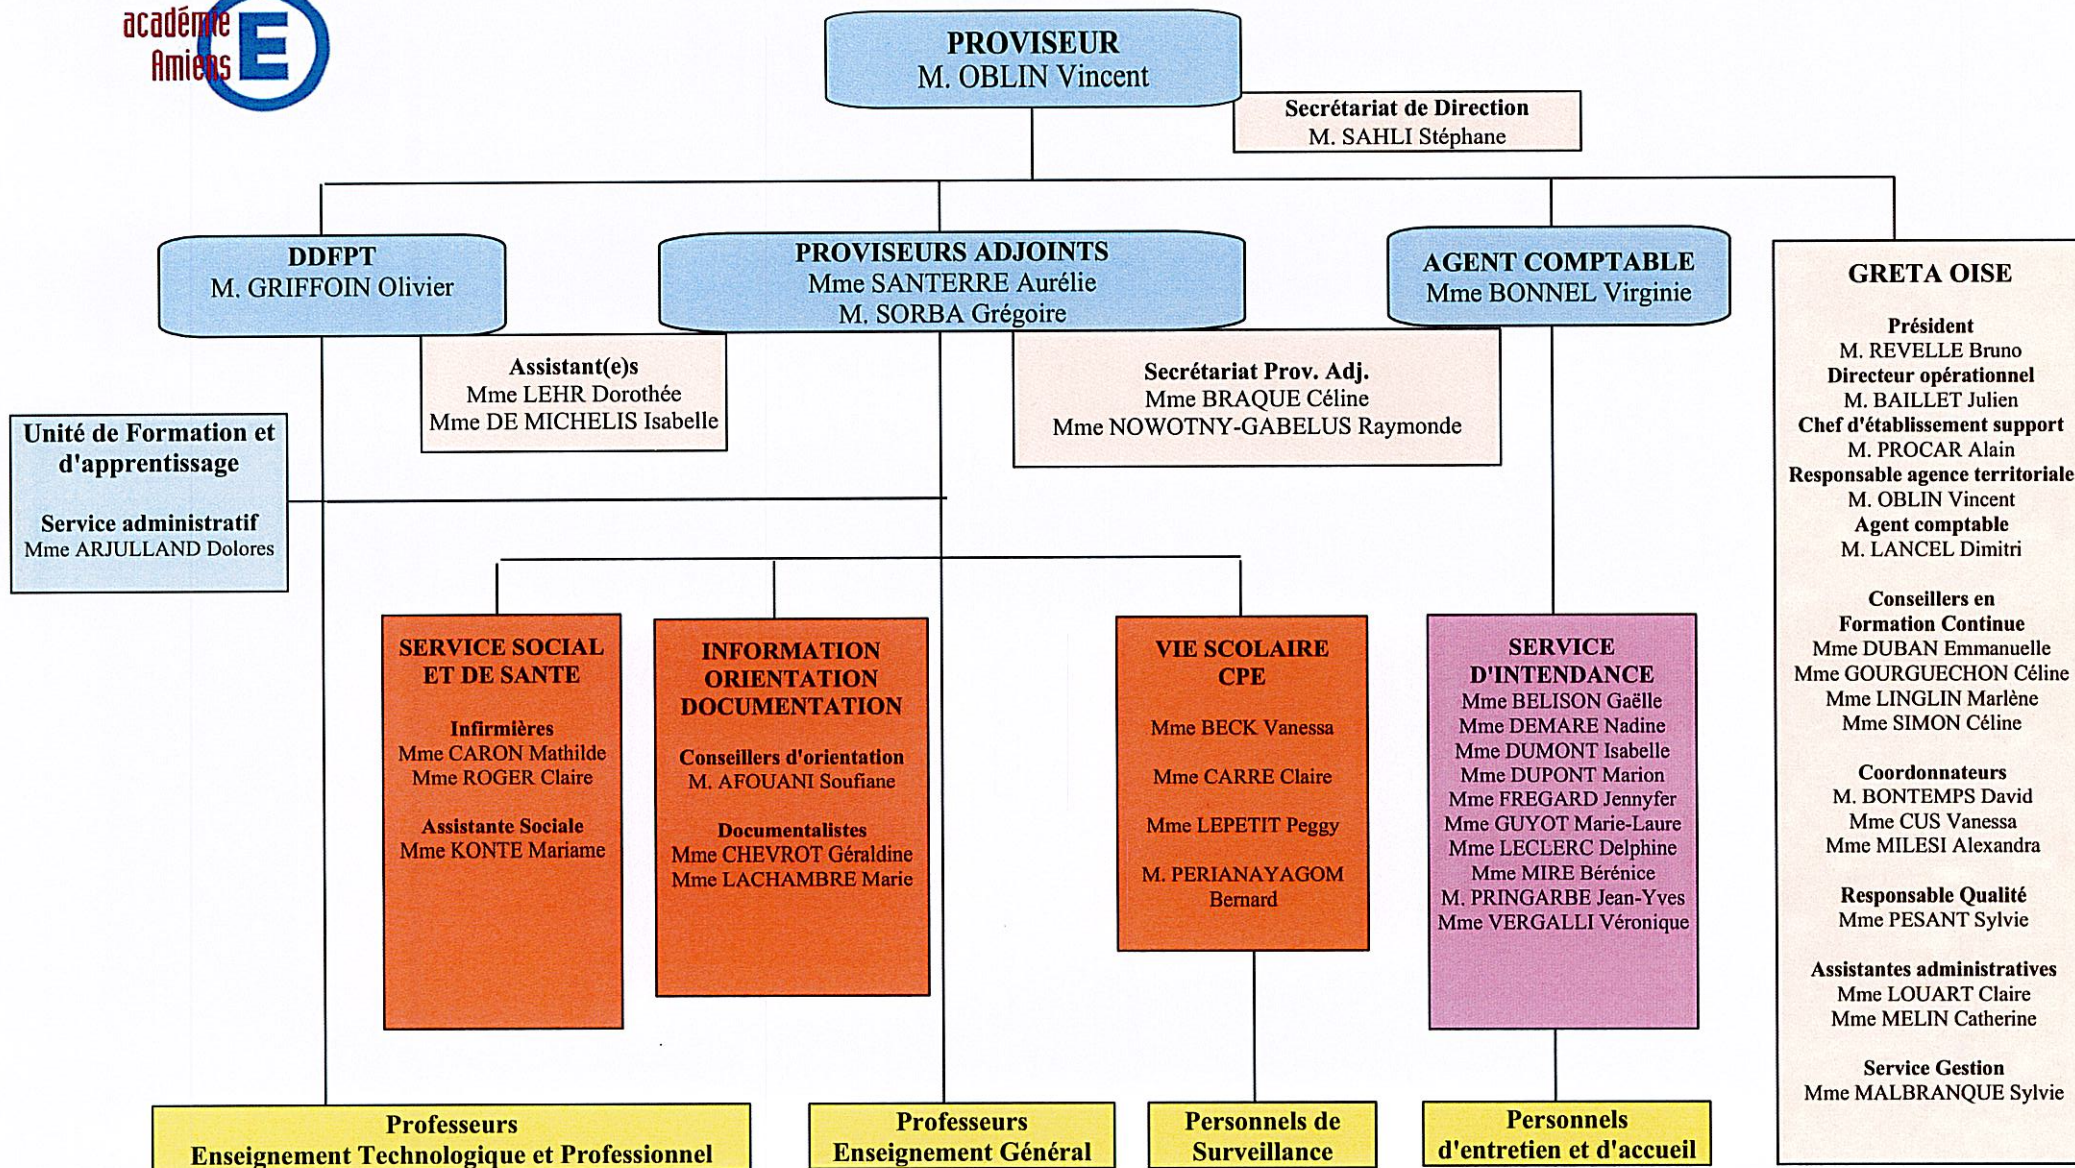 académie
Amiens
E
PROVISEUR
M. OBLIN Vincent
Secrétariat de Direction
M. SAHLI Stéphane
DDFPT
M. GRIFFOIN Olivier
PROVISEURS ADJOINTS
Mme SANTERRE Aurélie
M. SORBA Grégoire
AGENT COMPTABLE
Mme BONNEL Virginie
Assistant(e)s
Mme LEHR Dorothée
Mme DE MICHELIS Isabelle
Secrétariat Prov. Adj.
Mme BRAQUE Céline
Mme NOWOTNY-GABELUS Raymonde
Unité de Formation et
d'apprentissage
Service administratif
Mme ARJULLAND Dolores
SERVICE SOCIAL
ET DE SANTE
Infirmières
Mme CARON Mathilde
Mme ROGER Claire
Assistante Sociale
Mme KONTE Mariame
INFORMATION
ORIENTATION
DOCUMENTATION
Conseillers d'orientation
M. AFOUANI Soufiane
Documentalistes
Mme CHEVROT Géraldine
Mme LACHAMBRE Marie
VIE SCOLAIRE
CPE
Mme BECK Vanessa
Mme CARRE Claire
Mme LEPETIT Peggy
M. PERIANAYAGOM
Bernard
SERVICE
D'INTENDANCE
Mme BELISON Gaëlle
Mme DEMARE Nadine
Mme DUMONT Isabelle
Mme DUPONT Marion
Mme FREGARD Jennyfer
Mme GUYOT Marie-Laure
Mme LECLERC Delphine
Mme MIRE Bérénice
M. PRINGARBE Jean-Yves
Mme VERGALLI Véronique
GRETA OISE
Président
M. REVELLE Bruno
Directeur opérationnel
M. BAILLET Julien
Chef d'établissement support
M. PROCAR Alain
Responsable agence territoriale
M. OBLIN Vincent
Agent comptable
M. LANCEL Dimitri
Conseillers en
Formation Continue
Mme DUBAN Emmanuelle
Mme GOURGUECHON Céline
Mme LINGLIN Marlène
Mme SIMON Céline
Coordonnateurs
M. BONTEMPS David
Mme CUS Vanessa
Mme MILESI Alexandra
Responsable Qualité
Mme PESANT Sylvie
Assistantes administratives
Mme LOUART Claire
Mme MELIN Catherine
Service Gestion
Mme MALBRANQUE Sylvie
Professeurs
Enseignement Technologique et Professionnel
Professeurs
Enseignement Général
Personnels de
Surveillance
Personnels
d'entretien et d'accueil